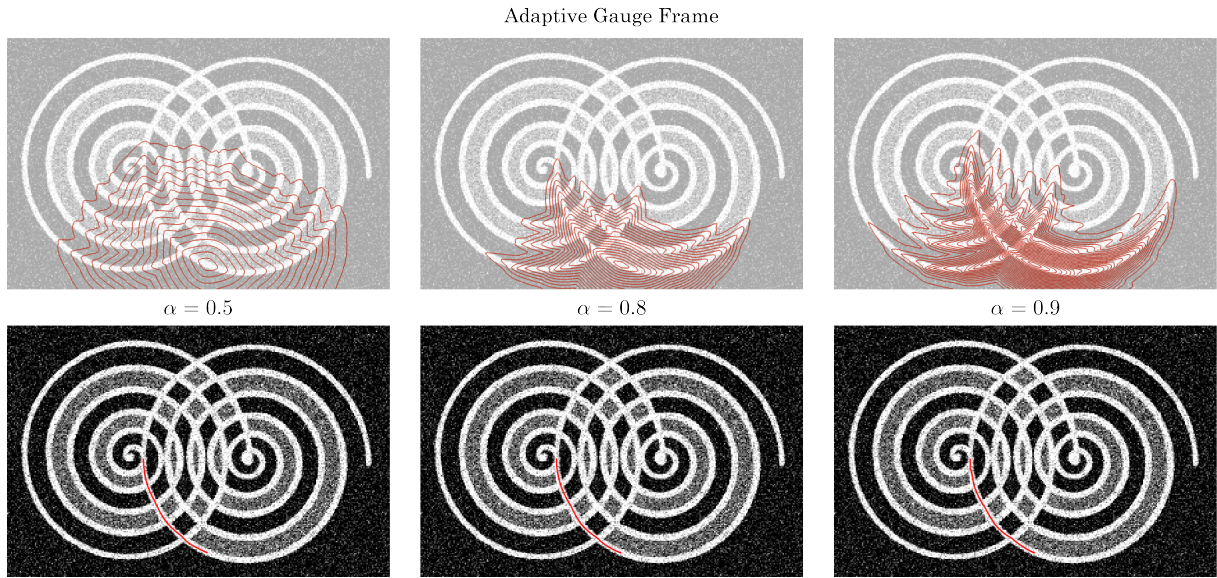 Adaptive Gauge Frame
α = 0.5
α = 0.8
α = 0.9